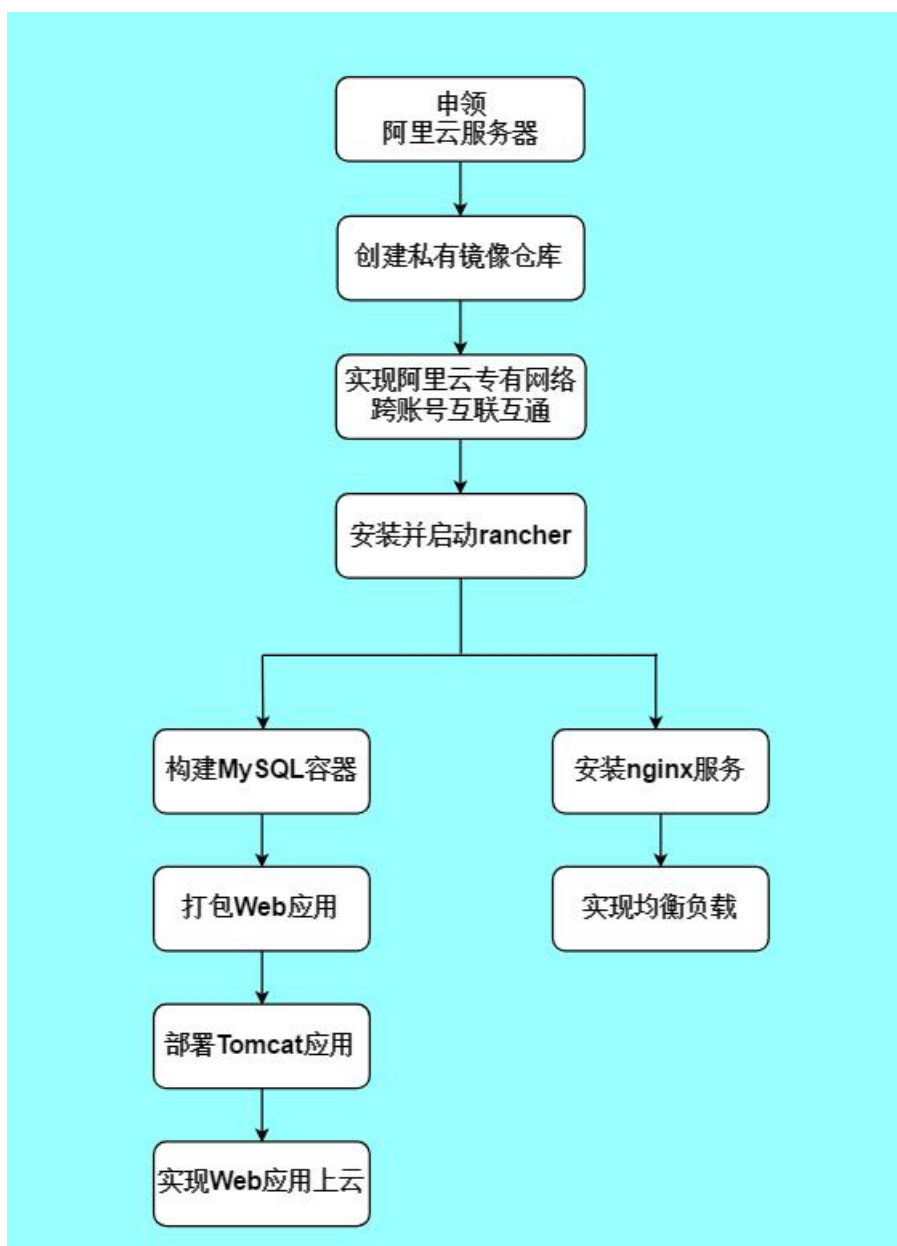 申领
阿里云服务器
创建私有镜像仓库
实现阿里云专有网络
跨账号互联互通
安装并启动rancher
构建MySQL容器
安装nginx服务
打包Web应用
实现均衡负载
部署Tomcat应用
实现Web应用上云